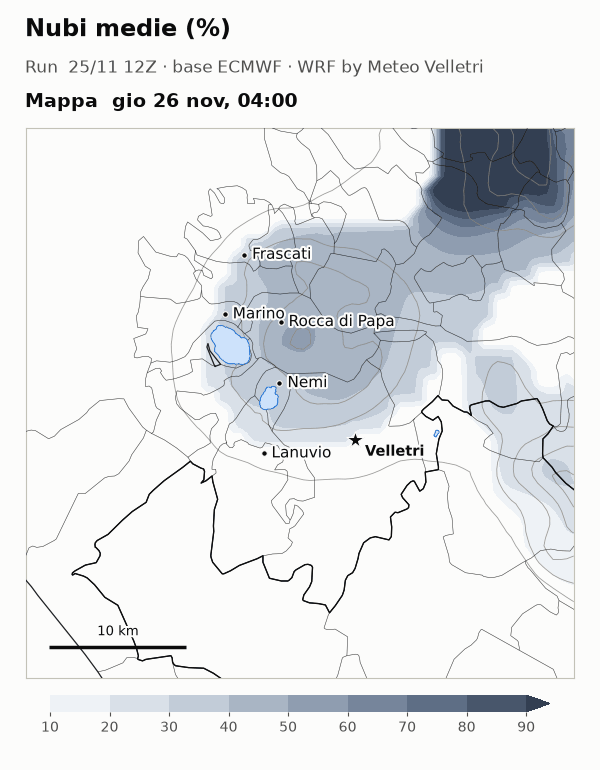 Nubi medie (%)
Run  25/11 12Z · base ECMWF · WRF by Meteo Velletri
Mappa  gio 26 nov, 04:00
Frascati
Marino
Rocca di Papa
Nemi
Velletri
Lanuvio
10 km
10 20 30 40 50 60 70 80 90